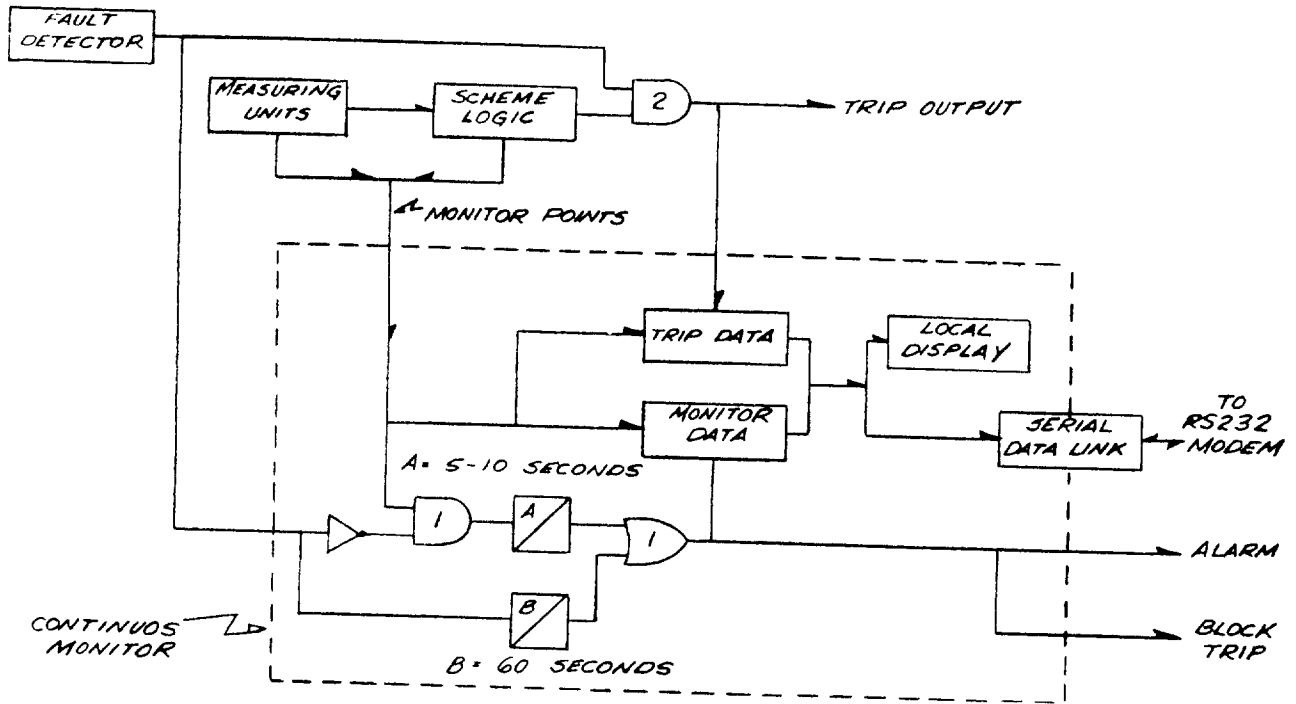 FAULT
DETECTOR
MEASURING
UNITS
SCHEME
LOGIC
2
TRIP OUTPUT
MONITOR POINTS
TRIP DATA
LOCAL
DISPLAY
MONITOR
DATA
SERIAL
DATA LINK
TO
RS232
MODEM
A = 5-10 SECONDS
1
A
1
ALARM
B
BLOCK
TRIP
CONTINUOS
MONITOR
B = 60 SECONDS